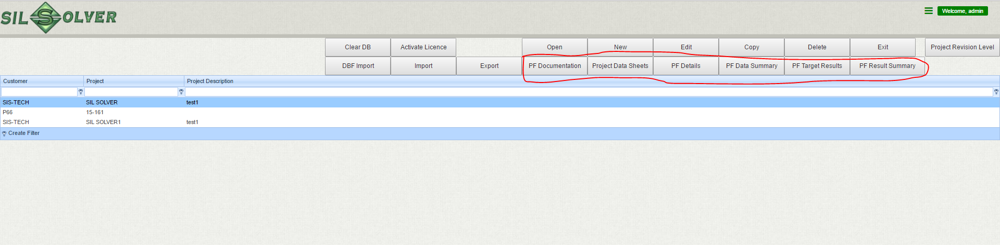 SIL SOLVER
Welcome, admin
Clear DB Activate Licence Open New Edit Copy Delete Exit Project Revision Level
DBF Import Import Export PF Documentation Project Data Sheets PF Details PF Data Summary PF Target Results PF Result Summary
Customer Project Project Description
SIS-TECH SIL SOLVER test1
P66 15-161
SIS-TECH SIL SOLVER1 test1
Create Filter